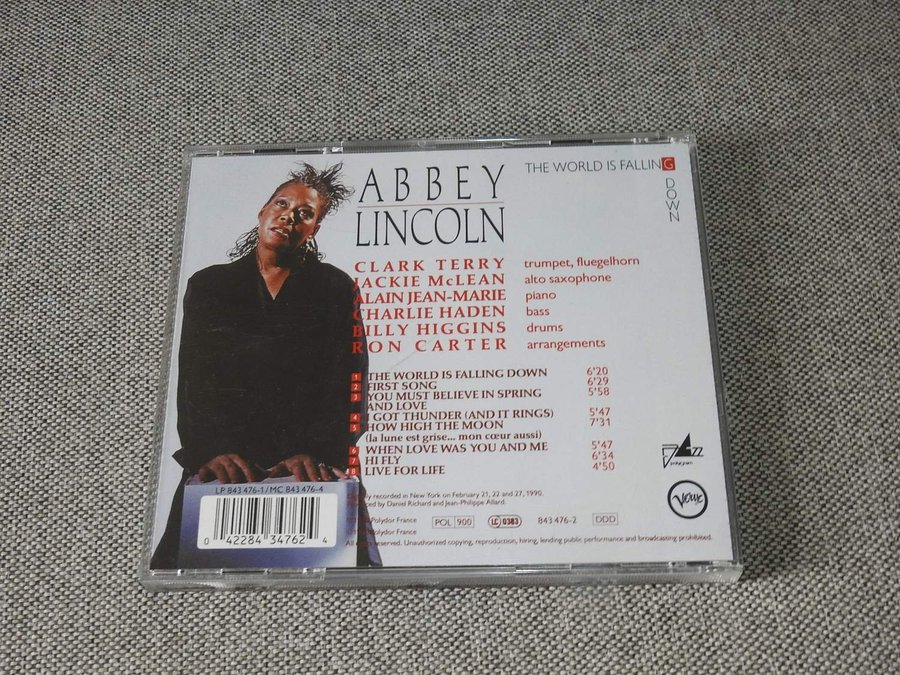 ABBEY
LINCOLN
THE WORLD IS FALLING
DOWN
CLARK TERRY trumpet, fluegelhorn
JACKIE McLEAN alto saxophone
ALAIN JEAN-MARIE piano
CHARLIE HADEN bass
BILLY HIGGINS drums
RON CARTER arrangements
1 THE WORLD IS FALLING DOWN 6'20
2 FIRST SONG 6'29
3 YOU MUST BELIEVE IN SPRING 5'58
AND LOVE
4 I GOT THUNDER (AND IT RINGS) 5'47
5 HOW HIGH THE MOON 7'31
(la lune est grise... mon cœur aussi)
6 WHEN LOVE WAS YOU AND ME 5'47
7 HI FLY 6'34
8 LIVE FOR LIFE 4'50
recorded in New York on February 21, 22 and 27, 1990.
by Daniel Richard and Jean-Philippe Allard.
Polydor France
Polydor France
POL 900
LC 0383
843 476-2
DDD
All rights reserved. Unauthorized copying, reproduction, hiring, lending public performance and broadcasting prohibited.
LP 843 476-1 / MC 843 476-4
0 42284 34762 4
VERVE